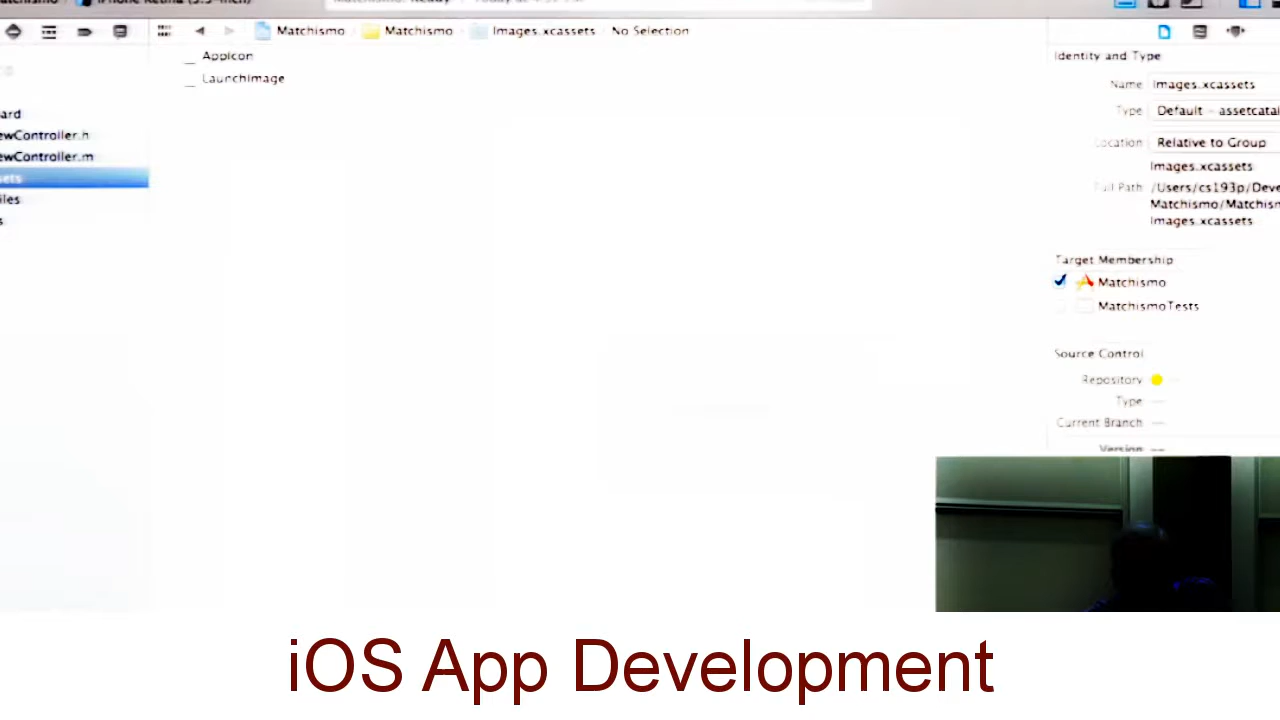 Matchismo Matchismo Images.xcassets No Selection
AppIcon
LaunchImage
ard
ewController.h
ewController.m
sets
iles
s
Identity and Type
Name Images.xcassets
Type Default - assetcatal
Location Relative to Group
Images.xcassets
Full Path /Users/cs193p/Deve
Matchismo/Matchism
Images.xcassets
Target Membership
Matchismo
MatchismoTests
Source Control
Repository --
Type --
Current Branch --
Version --
iOS App Development